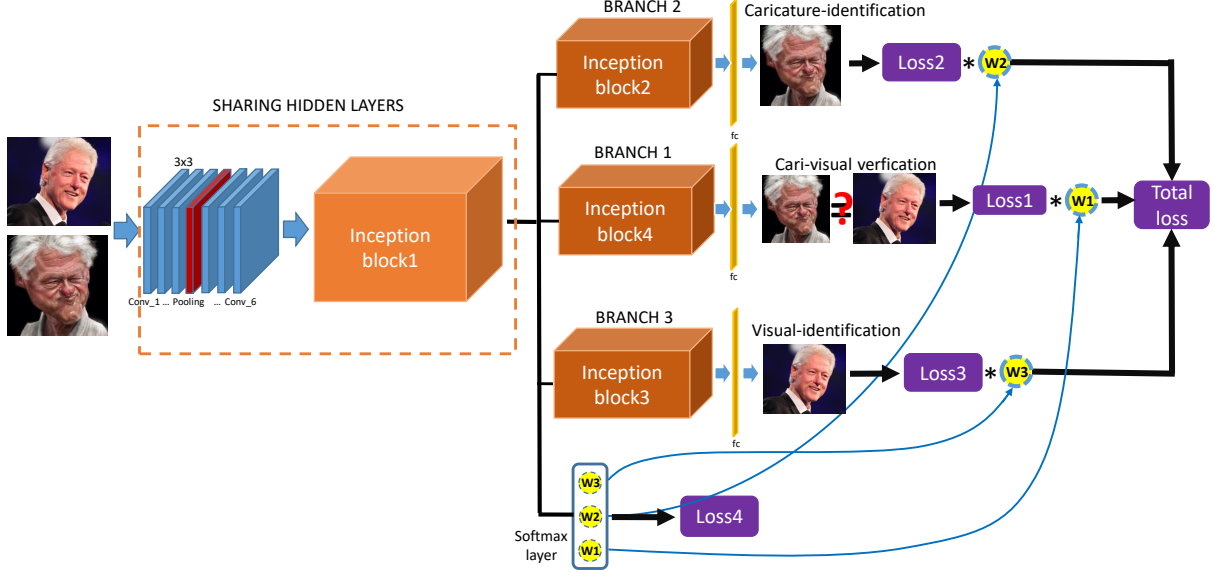 BRANCH 2
Caricature-identification
Inception
block2
fc
Loss2
*
W2
SHARING HIDDEN LAYERS
3x3
Conv_1 ... Pooling ... Conv_6
Inception
block1
BRANCH 1
Cari-visual verfication
Inception
block4
fc
?
=
Loss1
*
W1
Total
loss
BRANCH 3
Visual-identification
Inception
block3
fc
Loss3
*
W3
W3
W2
W1
Softmax
layer
Loss4